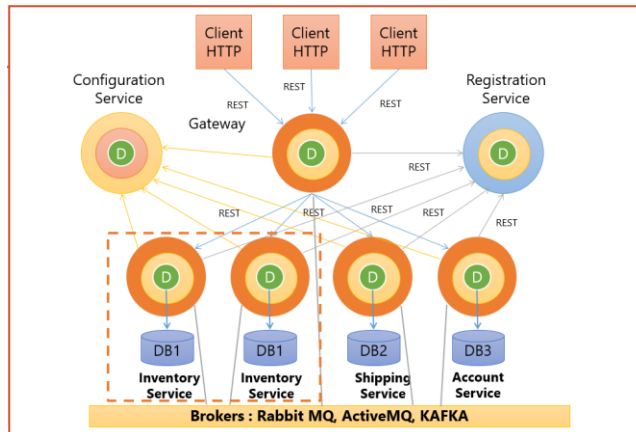 Client
HTTP
Client
HTTP
Client
HTTP
Configuration
Service
Registration
Service
REST
REST
REST
Gateway
D
D
D
REST
REST
REST
REST
REST
REST
D
D
D
D
DB1
DB1
DB2
DB3
Inventory
Service
Inventory
Service
Shipping
Service
Account
Service
Brokers : Rabbit MQ, ActiveMQ, KAFKA